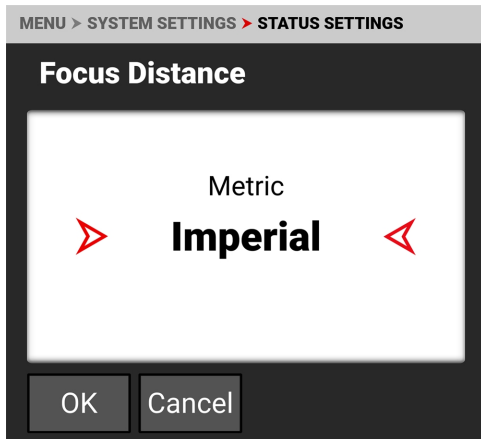 MENU > SYSTEM SETTINGS > STATUS SETTINGS
Focus Distance
Metric
Imperial
OK Cancel